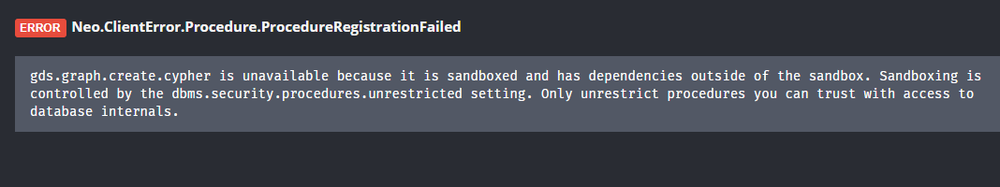 ERROR Neo.ClientError.Procedure.ProcedureRegistrationFailed
gds.graph.create.cypher is unavailable because it is sandboxed and has dependencies outside of the sandbox. Sandboxing is
controlled by the dbms.security.procedures.unrestricted setting. Only unrestrict procedures you can trust with access to
database internals.